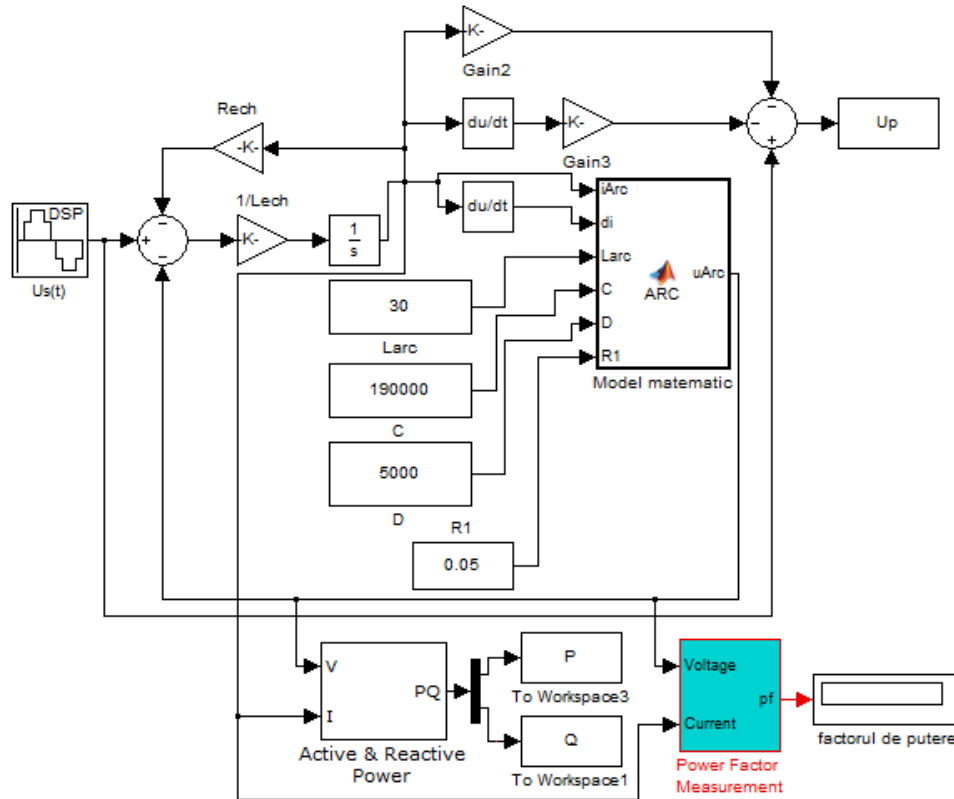 K-
Gain2
Rech
-K-
du/dt
K-
Gain3
Up
DSP
Us(t)
+
−
−
1/Lech
K-
1
s
du/dt
−
−
+
iArc
di
Larc
C
D
R1
ARC
uArc
Model matematic
30
Larc
190000
C
5000
D
R1
0.05
V
I
PQ
Active & Reactive
Power
P
To Workspace3
Q
To Workspace1
Voltage
Current
pf
Power Factor
Measurement
factorul de putere